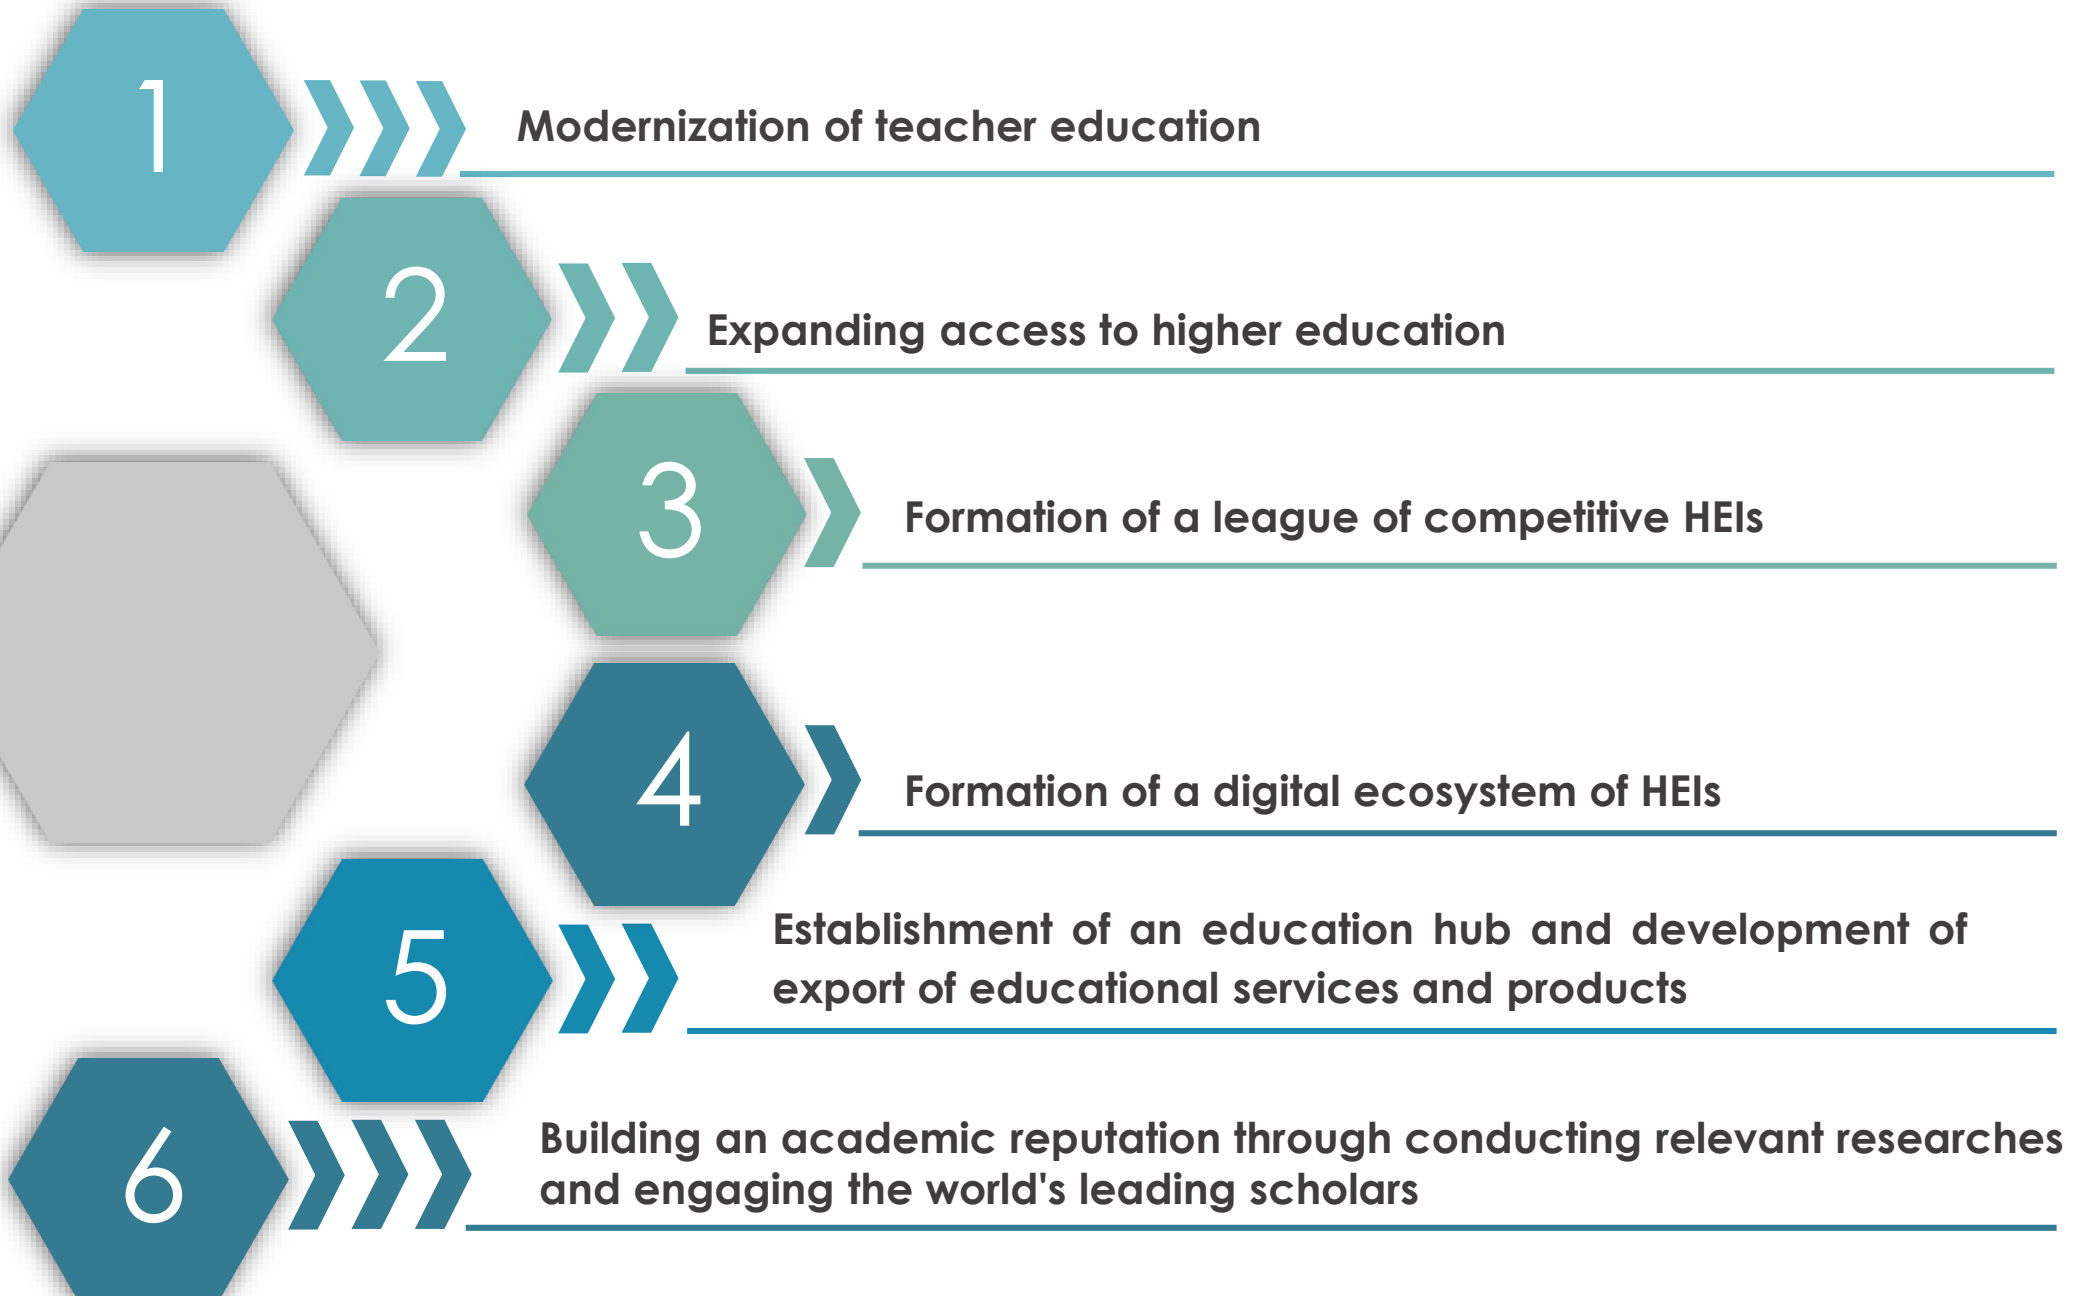 1
Modernization of teacher education
2
Expanding access to higher education
3
Formation of a league of competitive HEIs
4
Formation of a digital ecosystem of HEIs
5
Establishment of an education hub and development of
export of educational services and products
6
Building an academic reputation through conducting relevant researches
and engaging the world's leading scholars